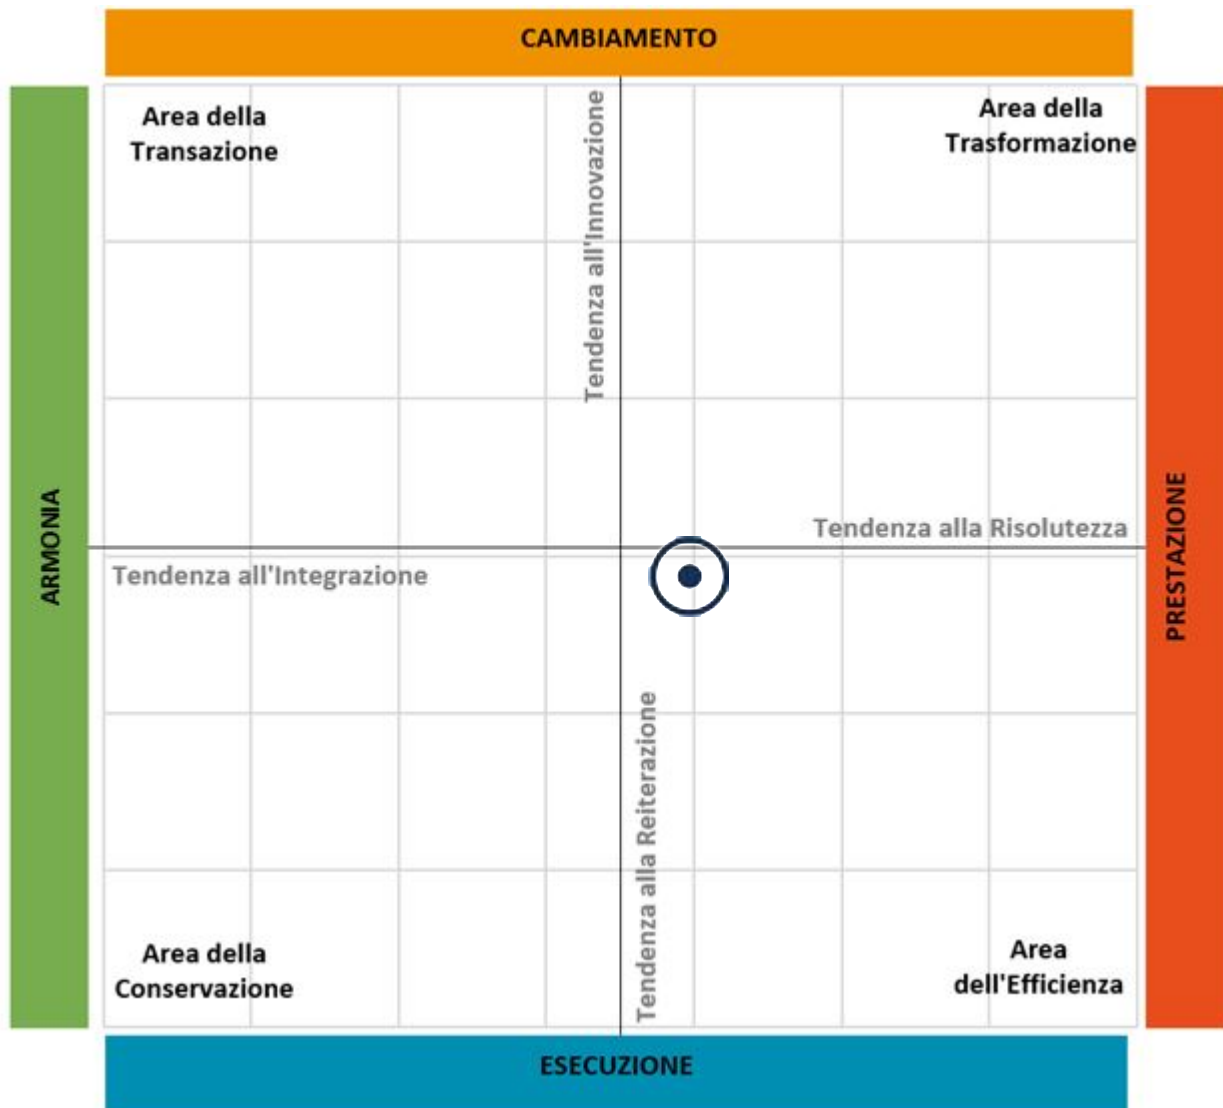 CAMBIAMENTO
Area della
Transazione
Tendenza all'Innovazione
Area della
Trasformazione
ARMONIA
Tendenza alla Risolutezza
Tendenza all'Integrazione
PRESTAZIONE
Tendenza alla Reiterazione
Area della
Conservazione
Area
dell'Efficienza
ESECUZIONE